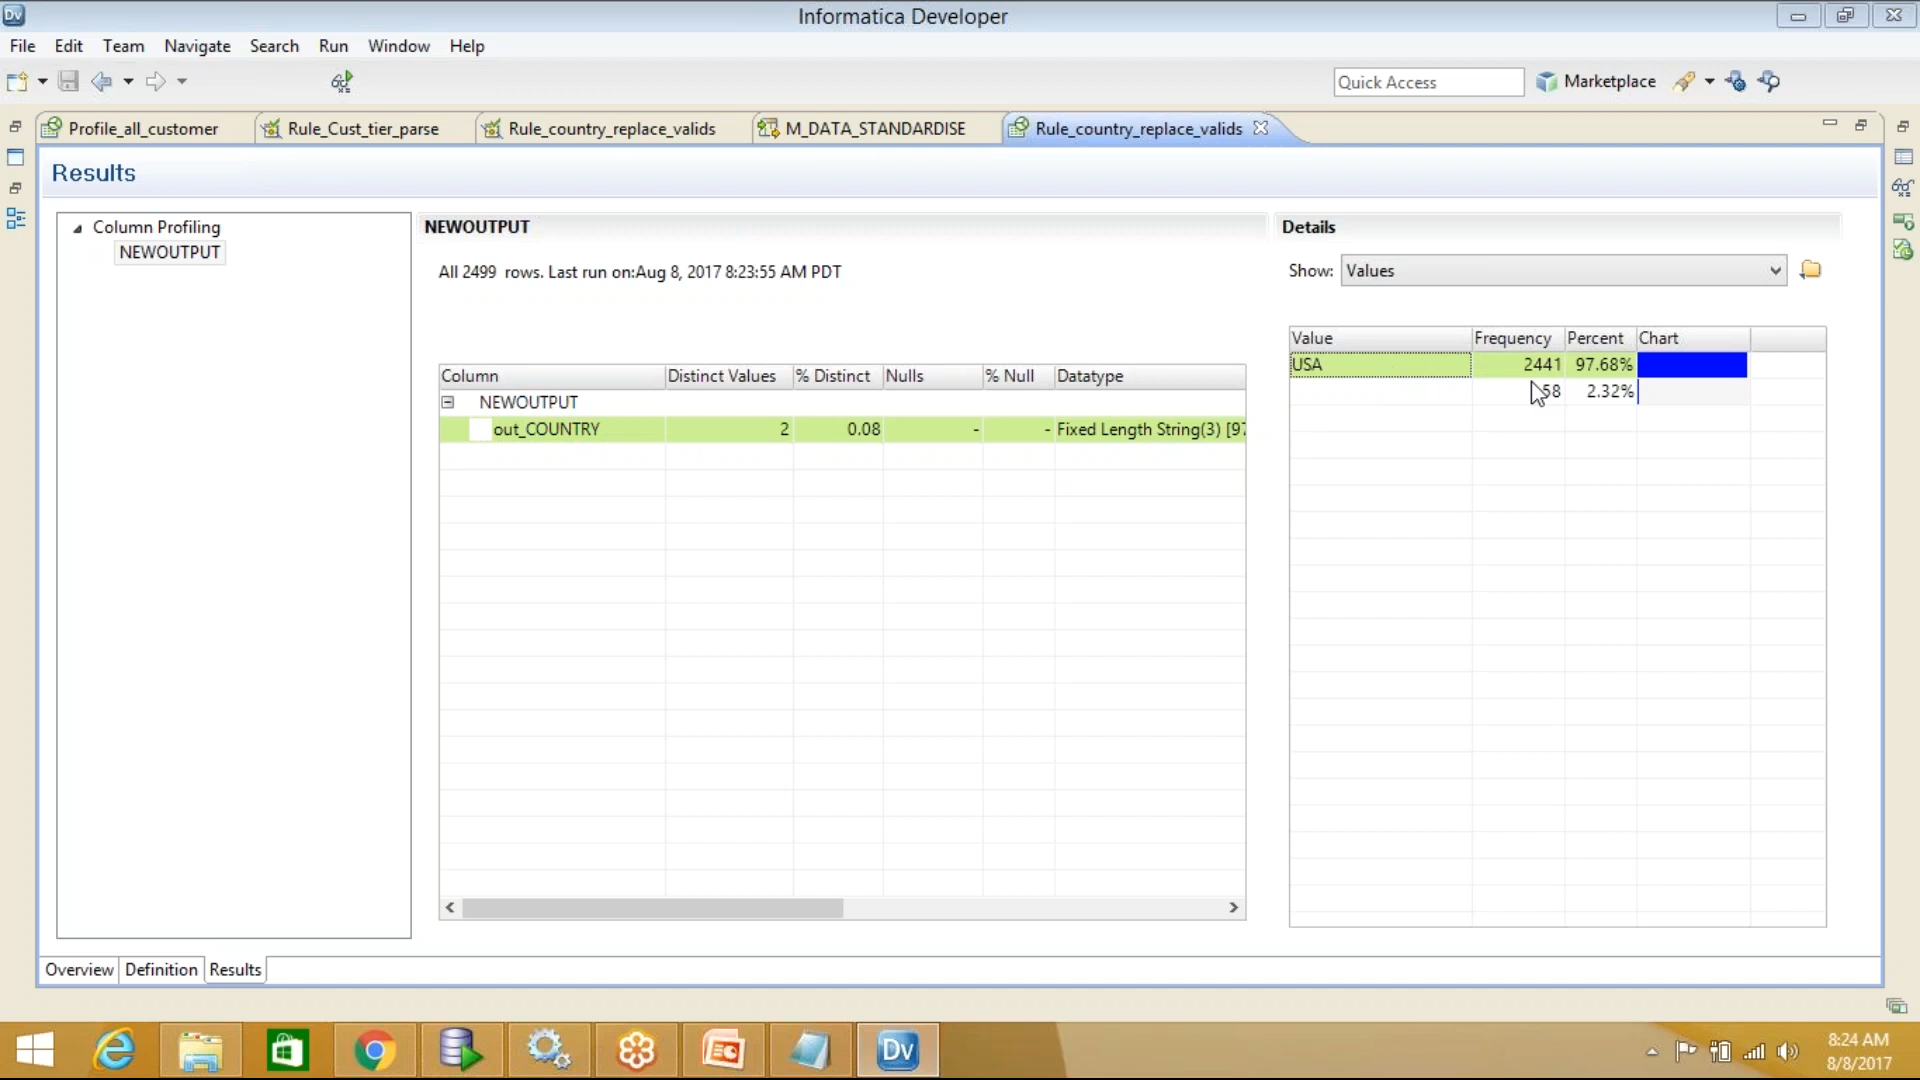 Dv
Informatica Developer
File Edit Team Navigate Search Run Window Help
Quick Access
Marketplace
Profile_all_customer
Rule_Cust_tier_parse
Rule_country_replace_valids
M_DATA_STANDARDISE
Rule_country_replace_valids
Results
Column Profiling
NEWOUTPUT
NEWOUTPUT
All 2499 rows. Last run on:Aug 8, 2017 8:23:55 AM PDT
Column Distinct Values % Distinct Nulls % Null Datatype
NEWOUTPUT
out_COUNTRY 2 0.08 - - Fixed Length String(3) [97
Details
Show: Values
Value Frequency Percent Chart
USA 2441 97.68%
58 2.32%
Overview Definition Results
Dv
8:24 AM
8/8/2017